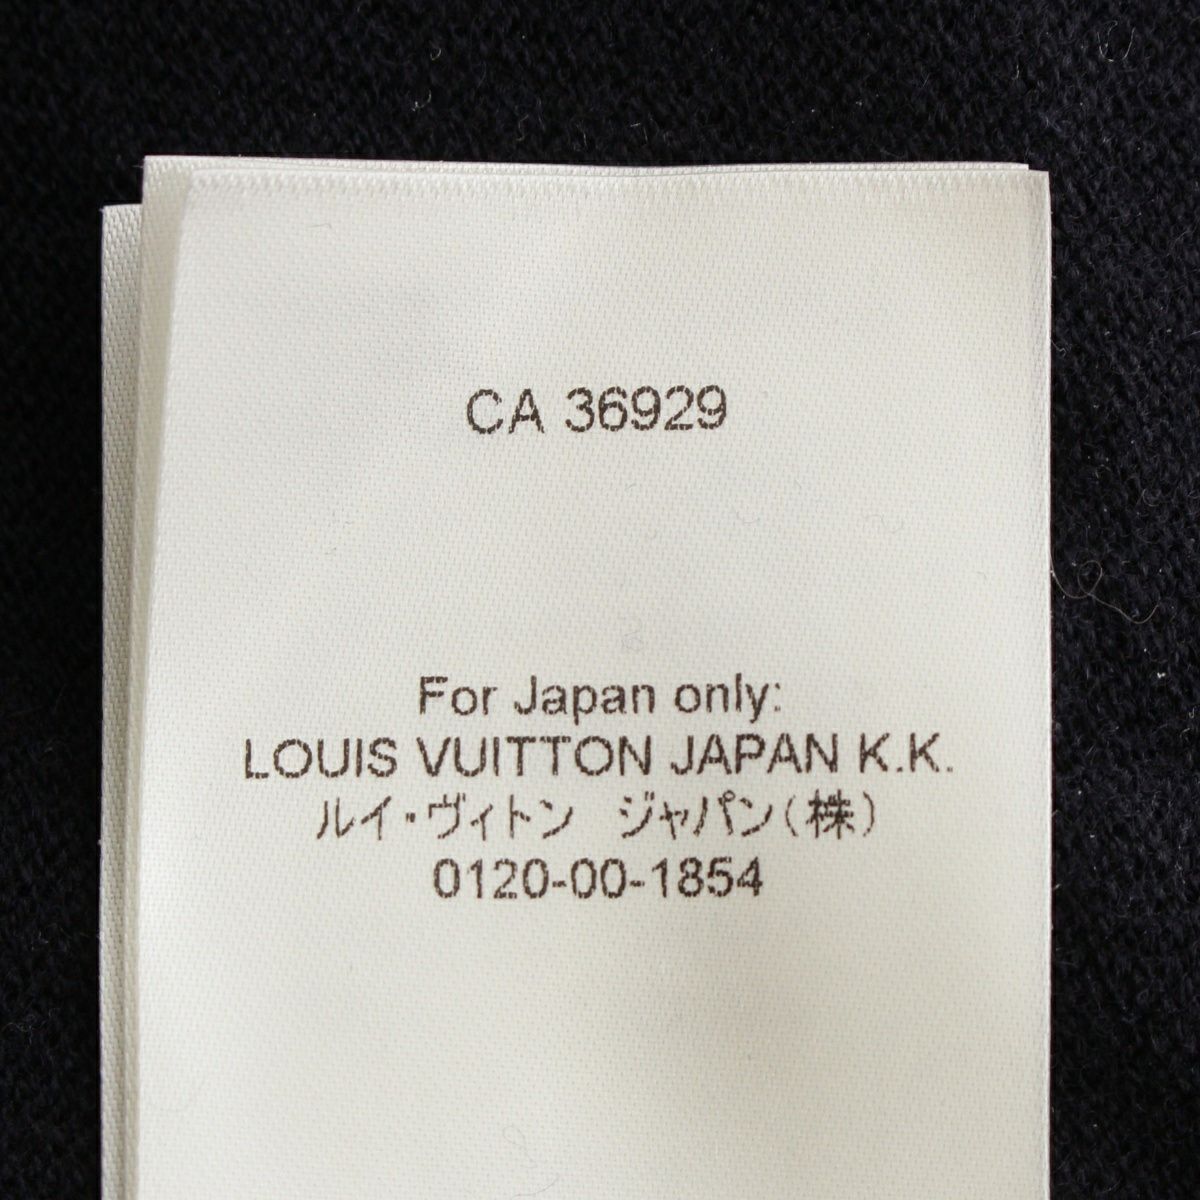 CA 36929
For Japan only:
LOUIS VUITTON JAPAN K.K.
ルイ・ヴィトン　ジャパン(株)
0120-00-1854